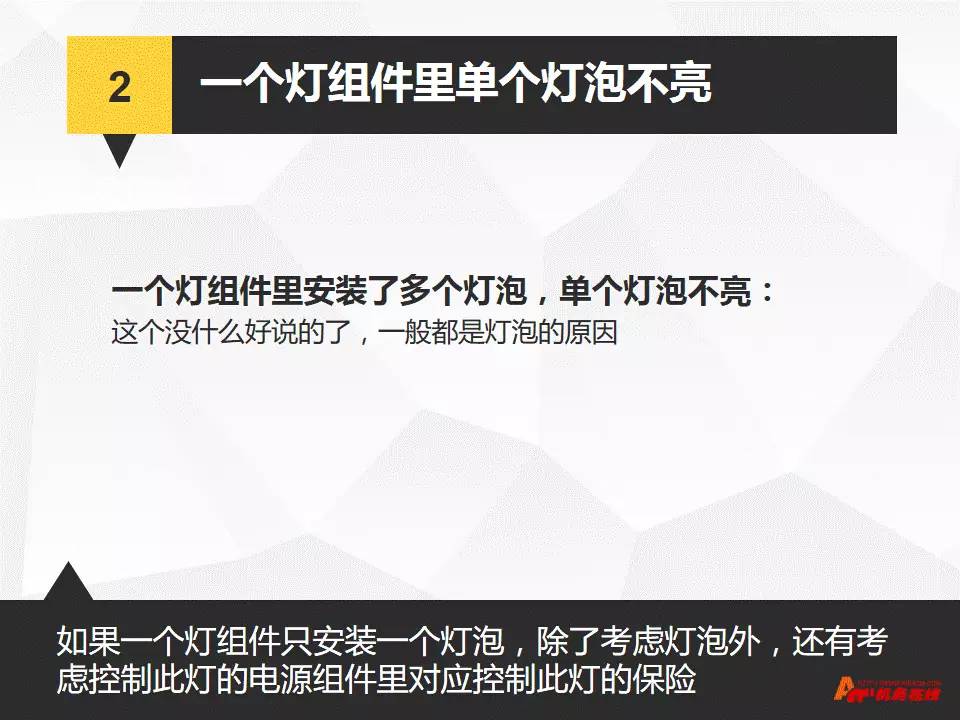 2
一个灯组件里单个灯泡不亮
一个灯组件里安装了多个灯泡，单个灯泡不亮：
这个没什么好说的了，一般都是灯泡的原因
如果一个灯组件只安装一个灯泡，除了考虑灯泡外，还有考
虑控制此灯的电源组件里对应控制此灯的保险
机务在线